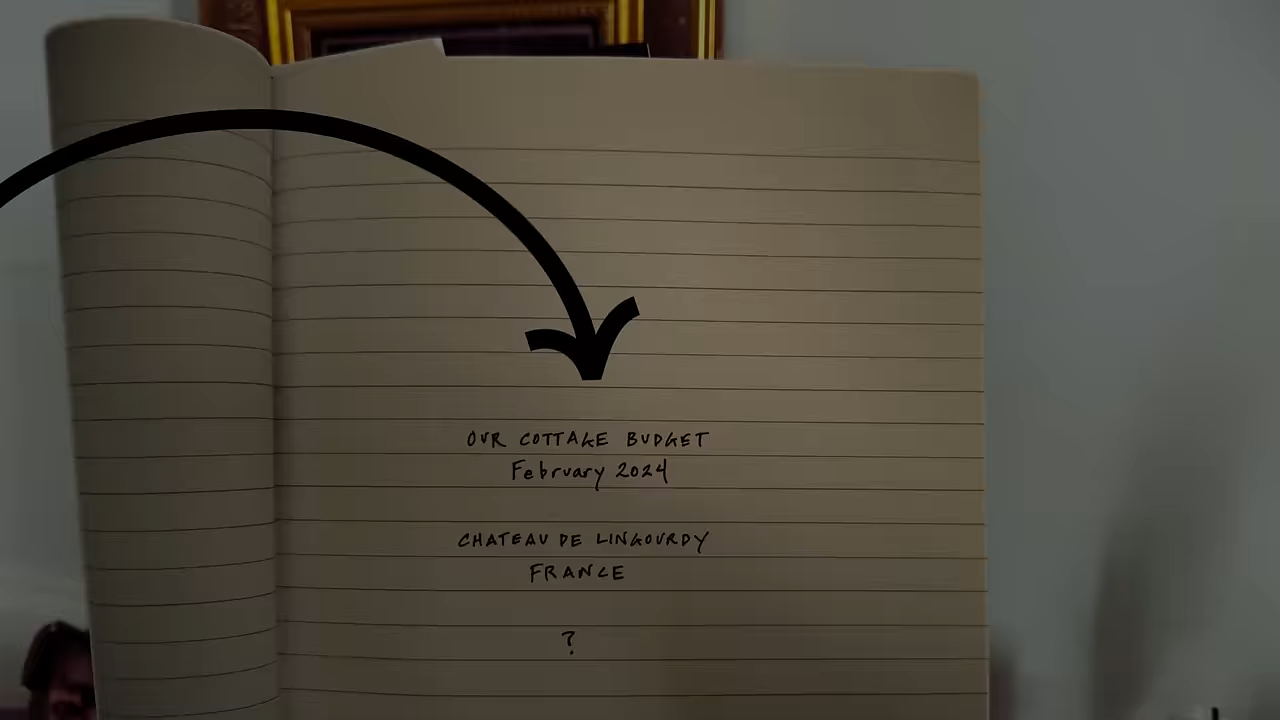 OUR COTTAGE BUDGET
February 2024
CHATEAU DE LINGOURDY
FRANCE
?